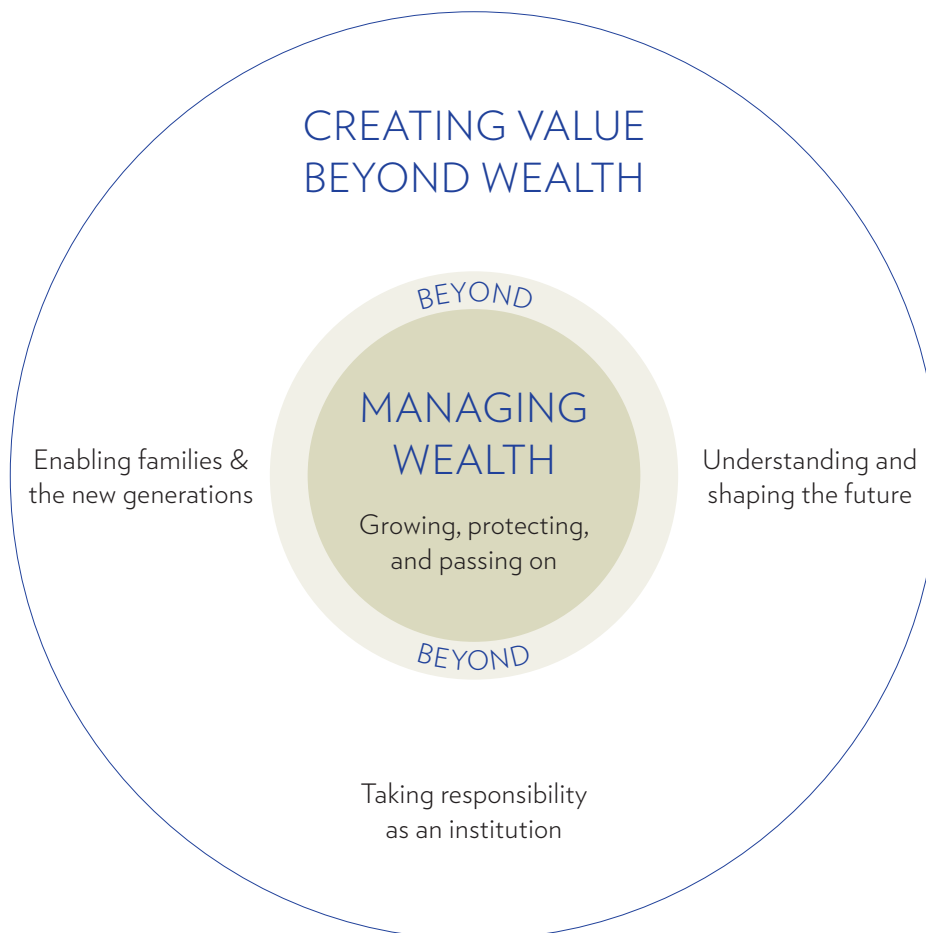 CREATING VALUE
BEYOND WEALTH
BEYOND
MANAGING
WEALTH
Growing, protecting,
and passing on
BEYOND
Enabling families &
the new generations
Understanding and
shaping the future
Taking responsibility
as an institution